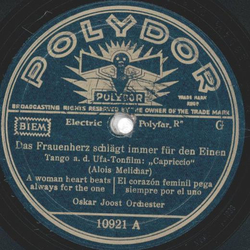 POLYDOR
TRADE MARK
POLYDOR
BROADCASTING RIGHTS RESERVED BY THE OWNER OF THE TRADE MARK
BIEM
Electric
Polyfar, R
G
Das Frauenherz schlägt immer für den Einen
Tango a. d. Ufa-Tonfilm: „Capriccio"
(Alois Melichar)
A woman heart beats always for the one
El corazón feminil pega siempre por el uno
Oskar Joost Orchester
10921 A